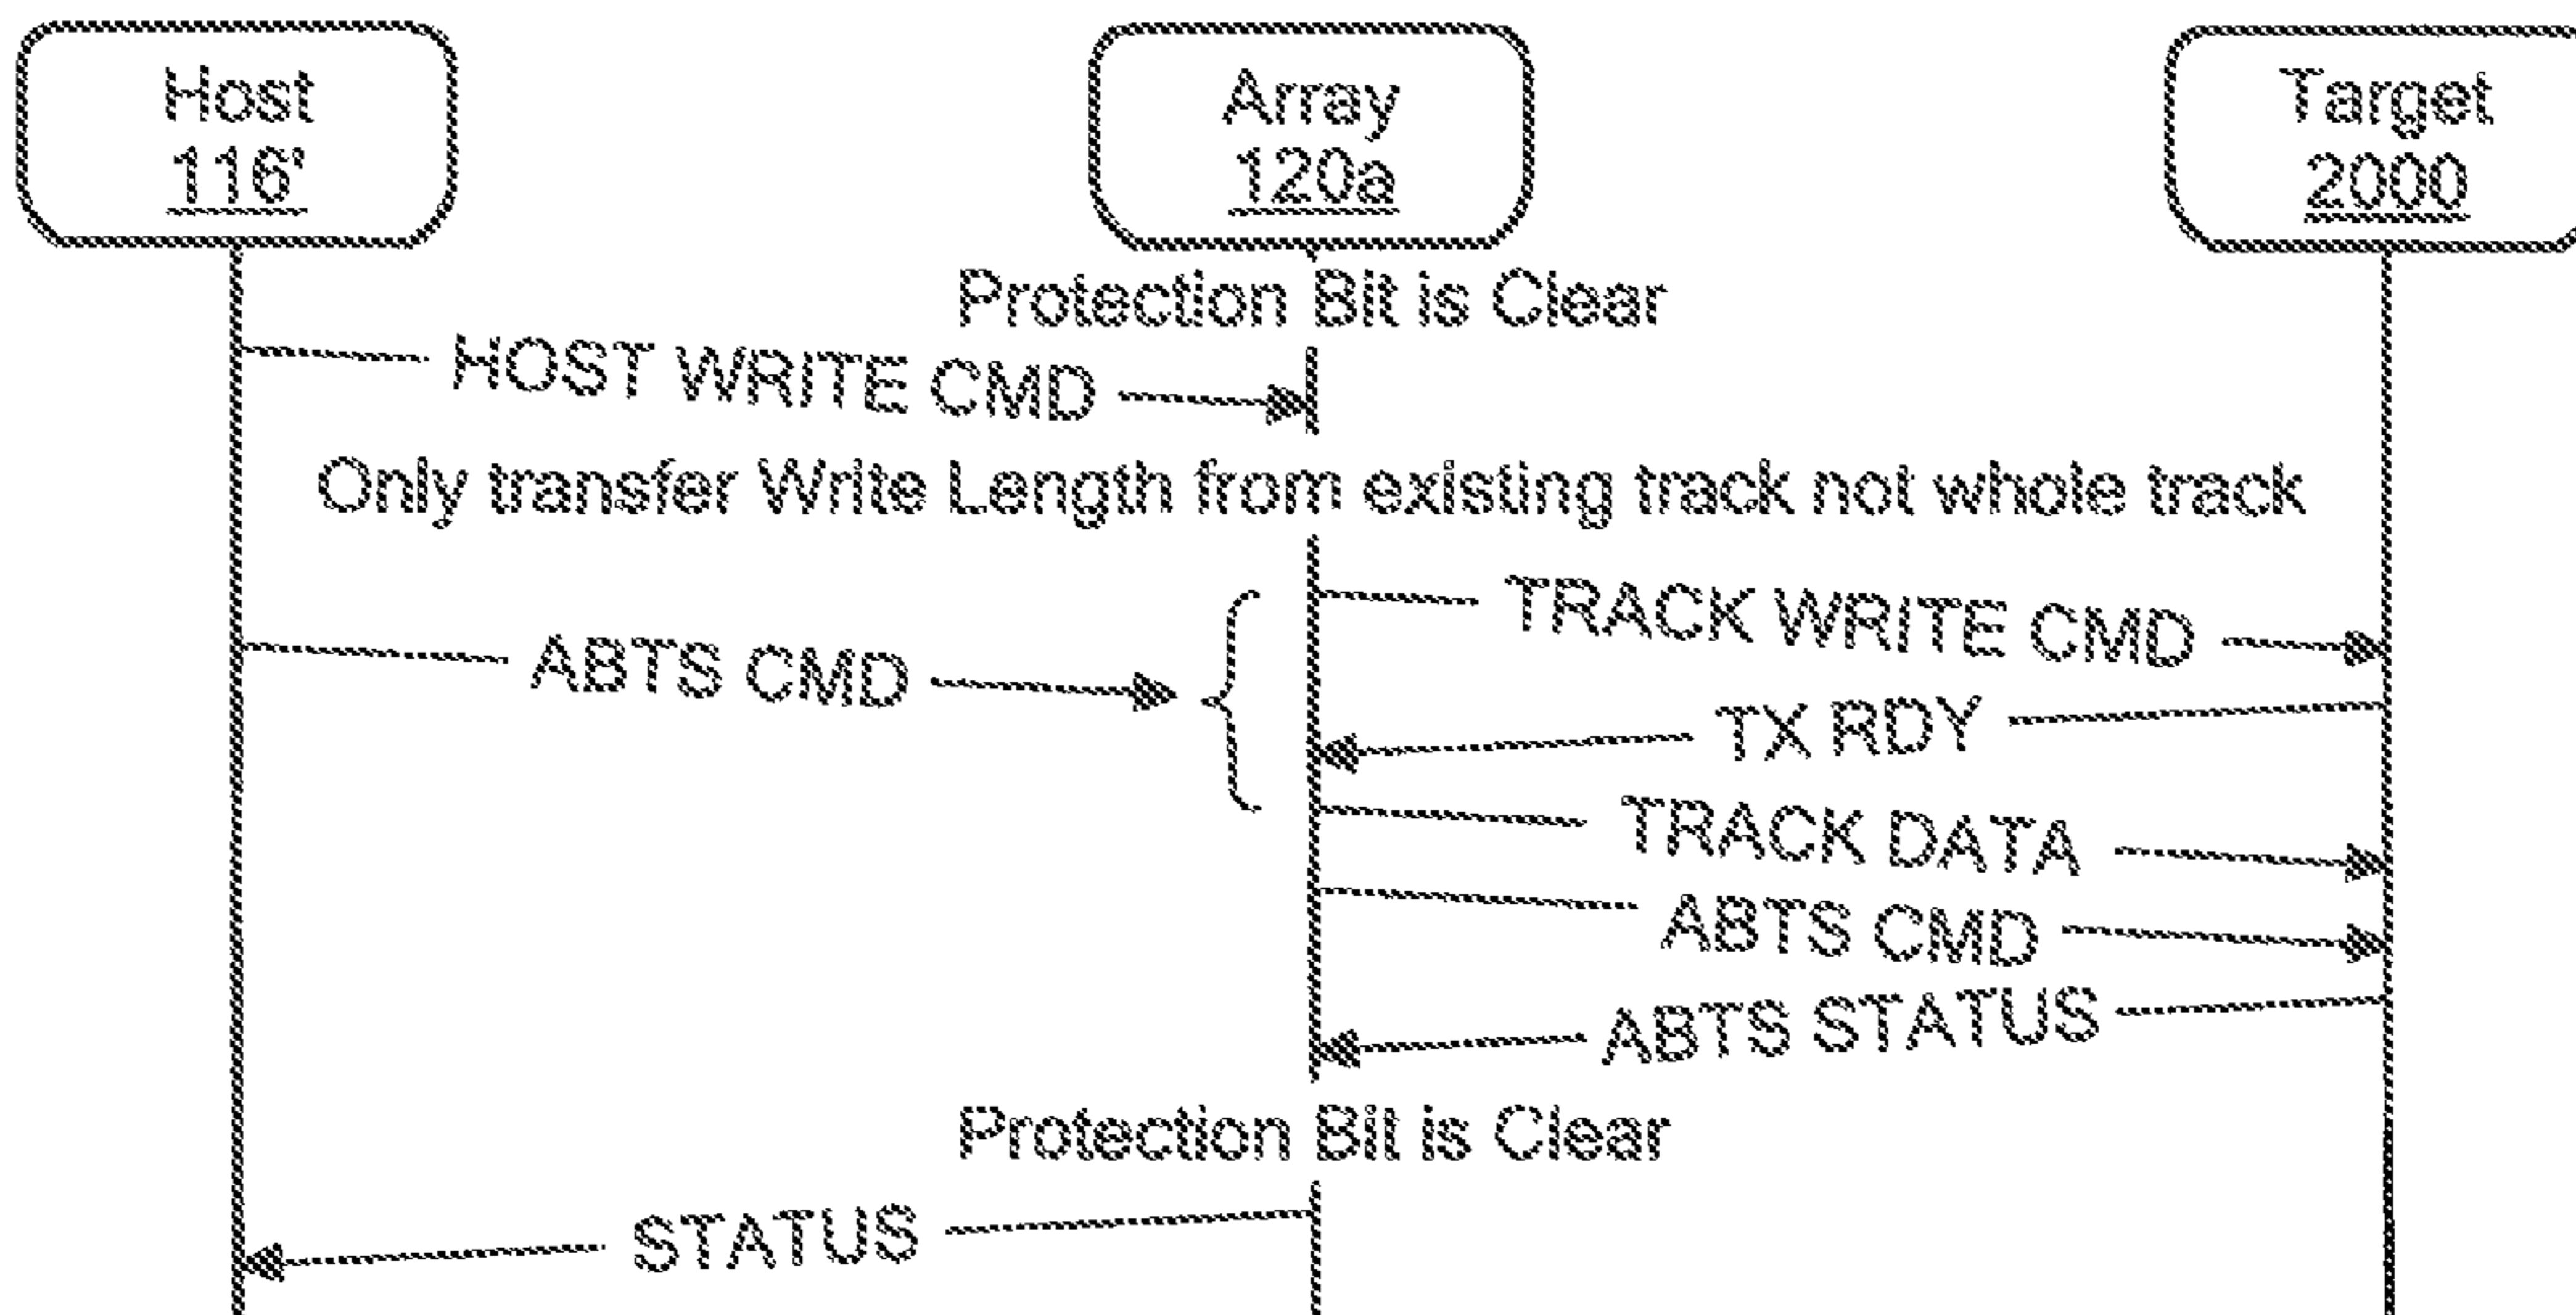 Host
116'
Array
120a
Target
2000
Protection Bit is Clear
HOST WRITE CMD
Only transfer Write Length from existing track not whole track
TRACK WRITE CMD
ABTS CMD
TX RDY
TRACK DATA
ABTS CMD
ABTS STATUS
Protection Bit is Clear
STATUS